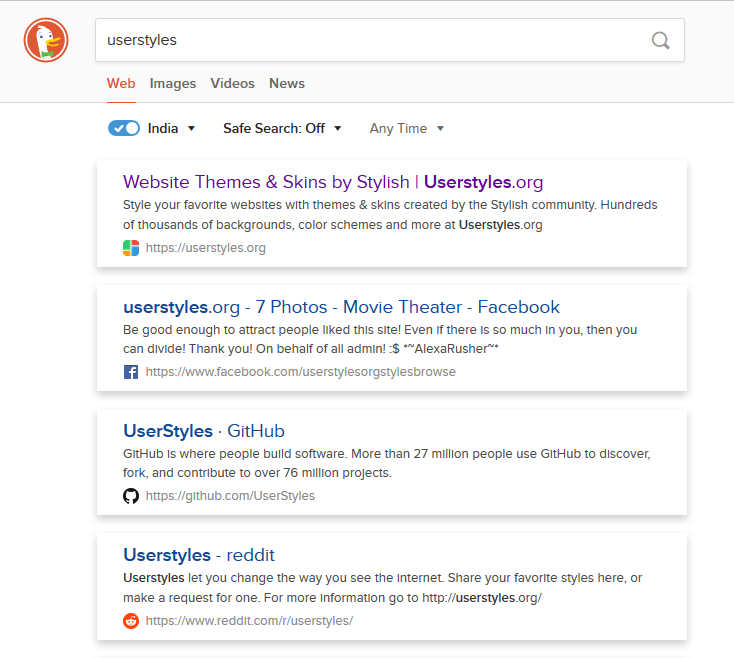 userstyles
Web Images Videos News
India Safe Search: Off Any Time
Website Themes & Skins by Stylish | Userstyles.org
Style your favorite websites with themes & skins created by the Stylish community. Hundreds
of thousands of backgrounds, color schemes and more at Userstyles.org
https://userstyles.org
userstyles.org - 7 Photos - Movie Theater - Facebook
Be good enough to attract people liked this site! Even if there is so much in you, then you
can divide! Thank you! On behalf of all admin! :$ *~AlexaRusher~*
https://www.facebook.com/userstylesorgstylesbrowse
UserStyles · GitHub
GitHub is where people build software. More than 27 million people use GitHub to discover,
fork, and contribute to over 76 million projects.
https://github.com/UserStyles
Userstyles - reddit
Userstyles let you change the way you see the internet. Share your favorite styles here, or
make a request for one. For more information go to http://userstyles.org/
https://www.reddit.com/r/userstyles/